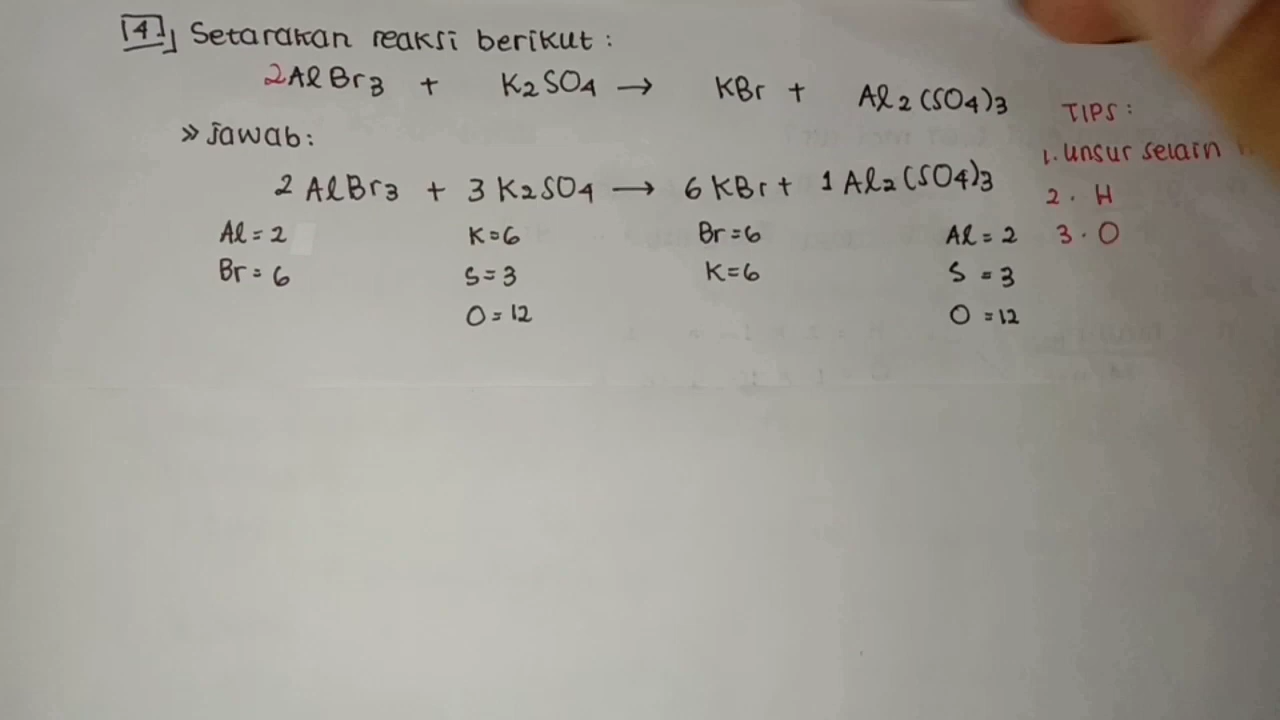 [4] Setarakan reaksi berikut :
2AlBr3 + K2SO4 → KBr + Al2(SO4)3
>> Jawab:
2 AlBr3 + 3 K2SO4 → 6 KBr + 1 Al2(SO4)3
Al = 2 K=6 Br=6 Al = 2
Br = 6 S=3 K=6 S = 3
O=12 O =12
TIPS :
1. unsur selain
2. H
3. O